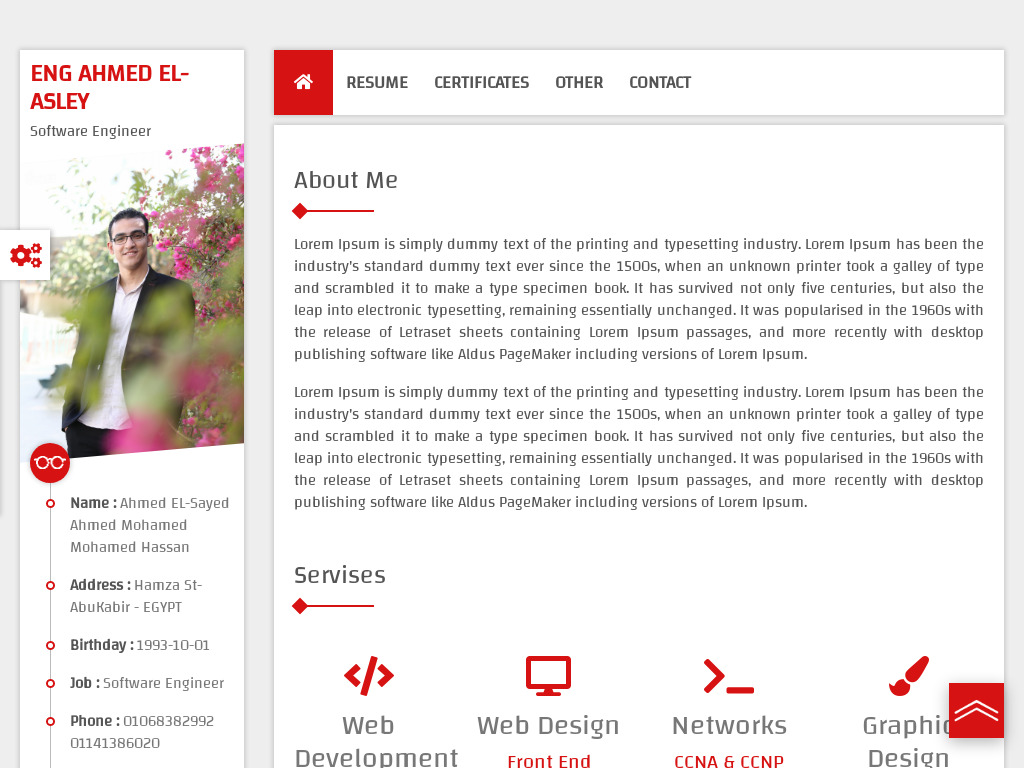 ENG AHMED EL-
ASLEY
Software Engineer
Name : Ahmed EL-Sayed
Ahmed Mohamed
Mohamed Hassan
Address : Hamza St-
AbuKabir - EGYPT
Birthday : 1993-10-01
Job : Software Engineer
Phone : 01068382992
01141386020
RESUME CERTIFICATES OTHER CONTACT
About Me
Lorem Ipsum is simply dummy text of the printing and typesetting industry. Lorem Ipsum has been the
industry's standard dummy text ever since the 1500s, when an unknown printer took a galley of type
and scrambled it to make a type specimen book. It has survived not only five centuries, but also the
leap into electronic typesetting, remaining essentially unchanged. It was popularised in the 1960s with
the release of Letraset sheets containing Lorem Ipsum passages, and more recently with desktop
publishing software like Aldus PageMaker including versions of Lorem Ipsum.
Lorem Ipsum is simply dummy text of the printing and typesetting industry. Lorem Ipsum has been the
industry's standard dummy text ever since the 1500s, when an unknown printer took a galley of type
and scrambled it to make a type specimen book. It has survived not only five centuries, but also the
leap into electronic typesetting, remaining essentially unchanged. It was popularised in the 1960s with
the release of Letraset sheets containing Lorem Ipsum passages, and more recently with desktop
publishing software like Aldus PageMaker including versions of Lorem Ipsum.
Servises
Web
Development
Web Design
Front End
Networks
CCNA & CCNP
Graphic
Design